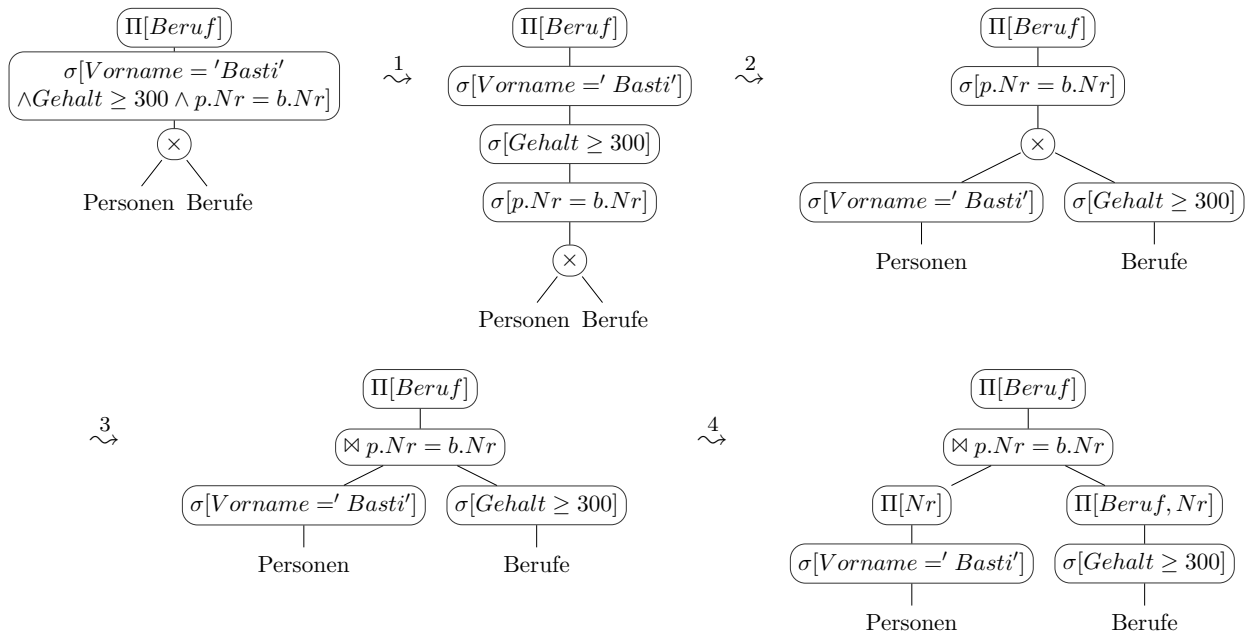 Π[Beruf]
σ[Vorname = 'Basti'
∧Gehalt ≥ 300 ∧ p.Nr = b.Nr]
×
Personen Berufe
1
⇝
Π[Beruf]
σ[Vorname =' Basti']
σ[Gehalt ≥ 300]
σ[p.Nr = b.Nr]
×
Personen Berufe
2
⇝
Π[Beruf]
σ[p.Nr = b.Nr]
×
σ[Vorname =' Basti'] σ[Gehalt ≥ 300]
Personen Berufe
3
⇝
Π[Beruf]
⋈ p.Nr = b.Nr
σ[Vorname =' Basti'] σ[Gehalt ≥ 300]
Personen Berufe
4
⇝
Π[Beruf]
⋈ p.Nr = b.Nr
Π[Nr] Π[Beruf, Nr]
σ[Vorname =' Basti'] σ[Gehalt ≥ 300]
Personen Berufe